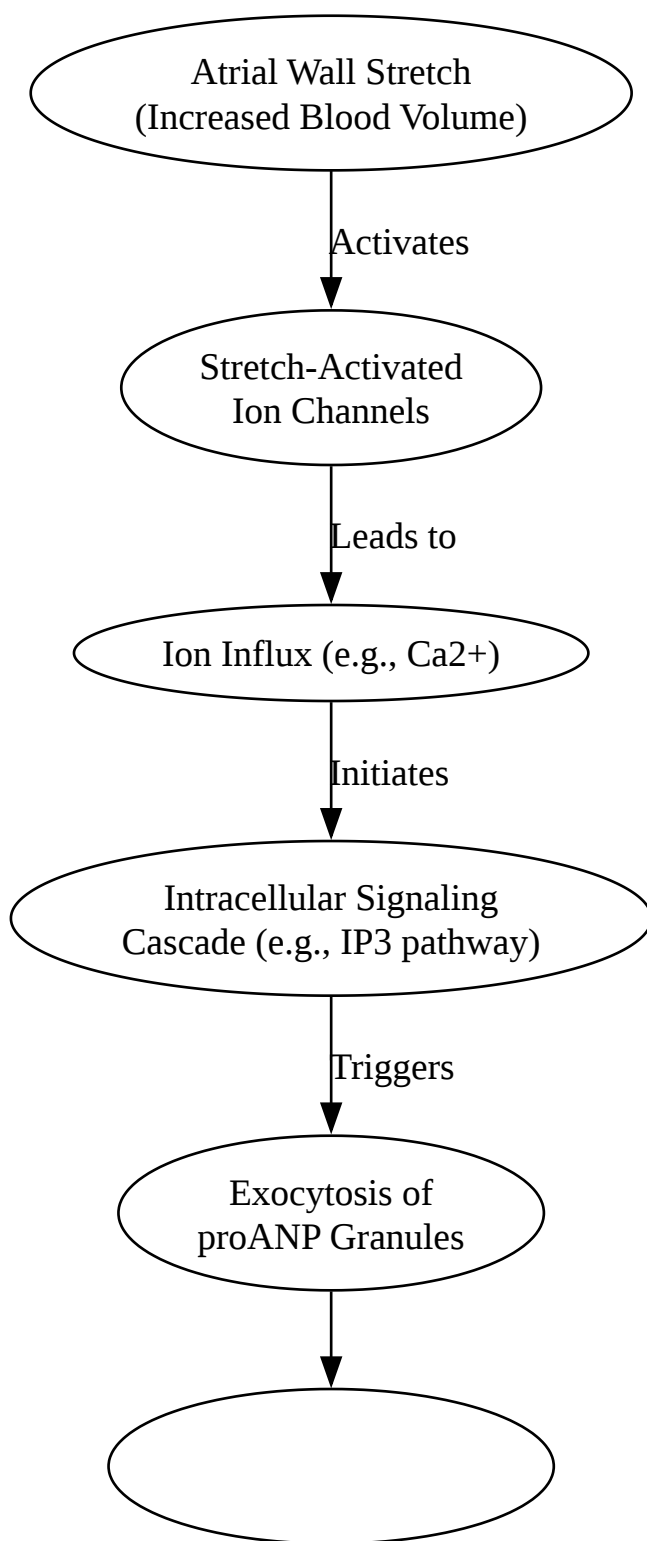 Atrial Wall Stretch
(Increased Blood Volume)
Activates
Stretch-Activated
Ion Channels
Leads to
Ion Influx (e.g., Ca2+)
Initiates
Intracellular Signaling
Cascade (e.g., IP3 pathway)
Triggers
Exocytosis of
proANP Granules